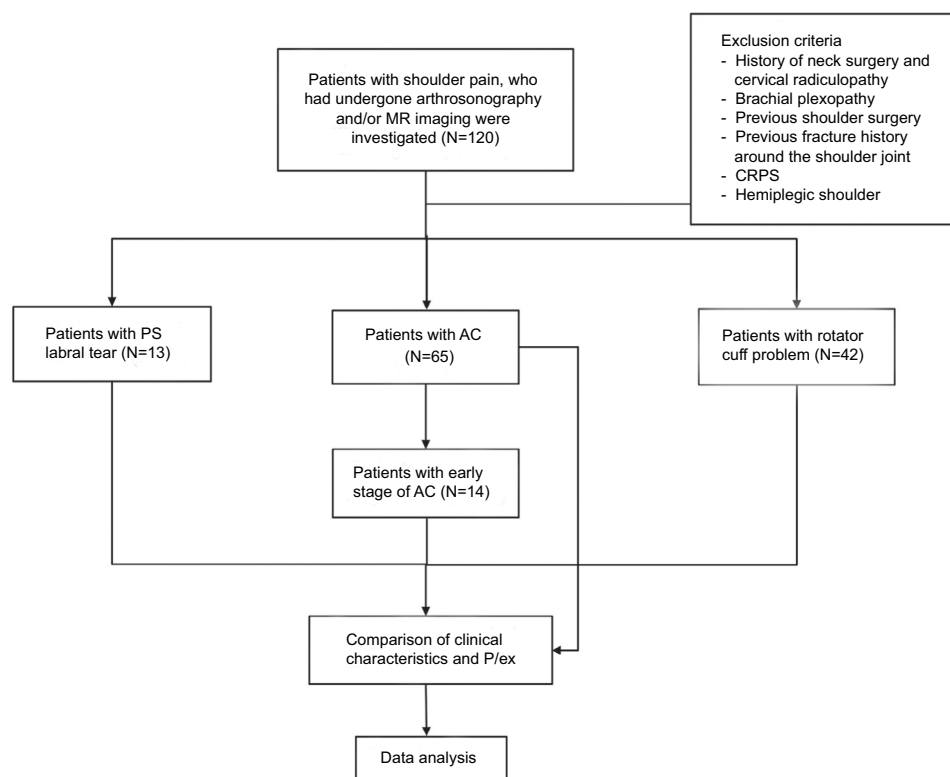 Patients with shoulder pain, who
had undergone arthrosonography
and/or MR imaging were
investigated (N=120)
Exclusion criteria
- History of neck surgery and
cervical radiculopathy
- Brachial plexopathy
- Previous shoulder surgery
- Previous fracture history
around the shoulder joint
- CRPS
- Hemiplegic shoulder
Patients with PS
labral tear (N=13)
Patients with AC
(N=65)
Patients with rotator
cuff problem (N=42)
Patients with early
stage of AC (N=14)
Comparison of clinical
characteristics and P/ex
Data analysis